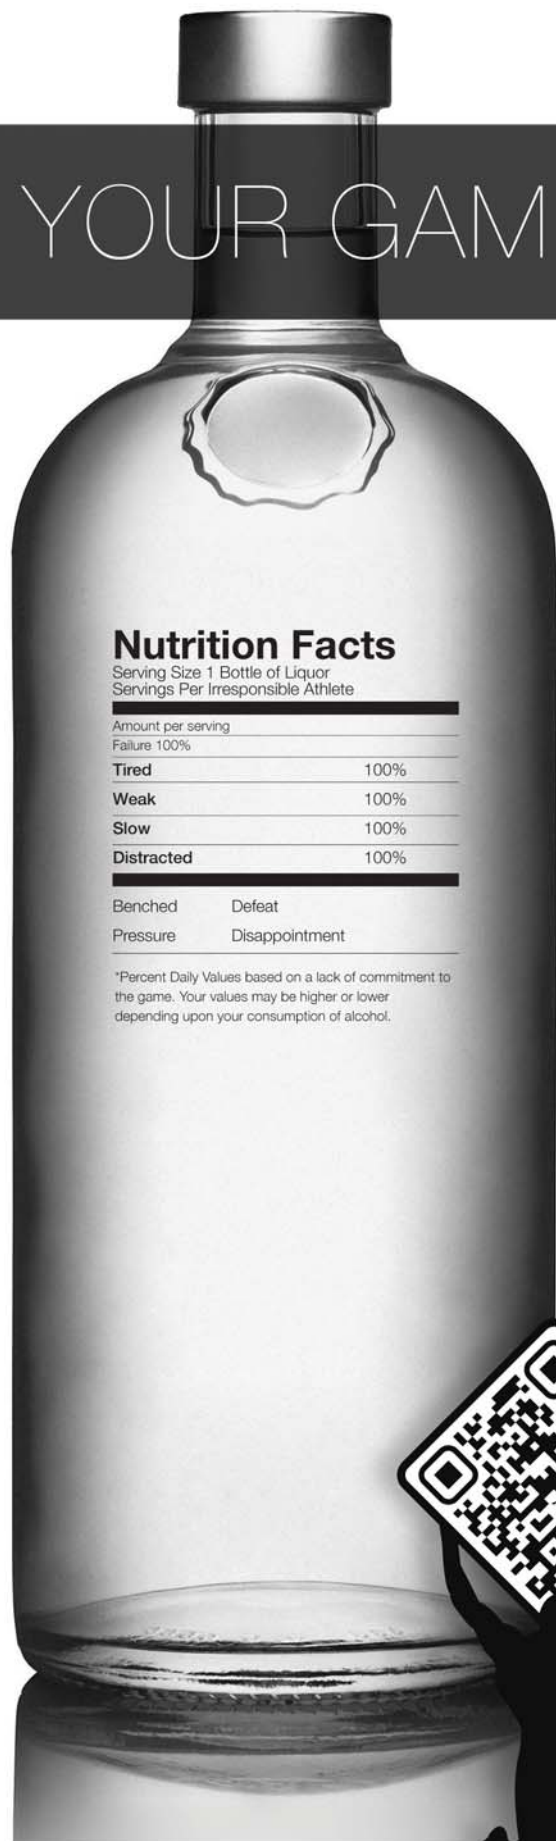 YOUR GAM
Nutrition Facts
Serving Size 1 Bottle of Liquor
Servings Per Irresponsible Athlete
Amount per serving
Failure 100%
Tired 100%
Weak 100%
Slow 100%
Distracted 100%
Benched Defeat
Pressure Disappointment
*Percent Daily Values based on a lack of commitment to
the game. Your values may be higher or lower
depending upon your consumption of alcohol.